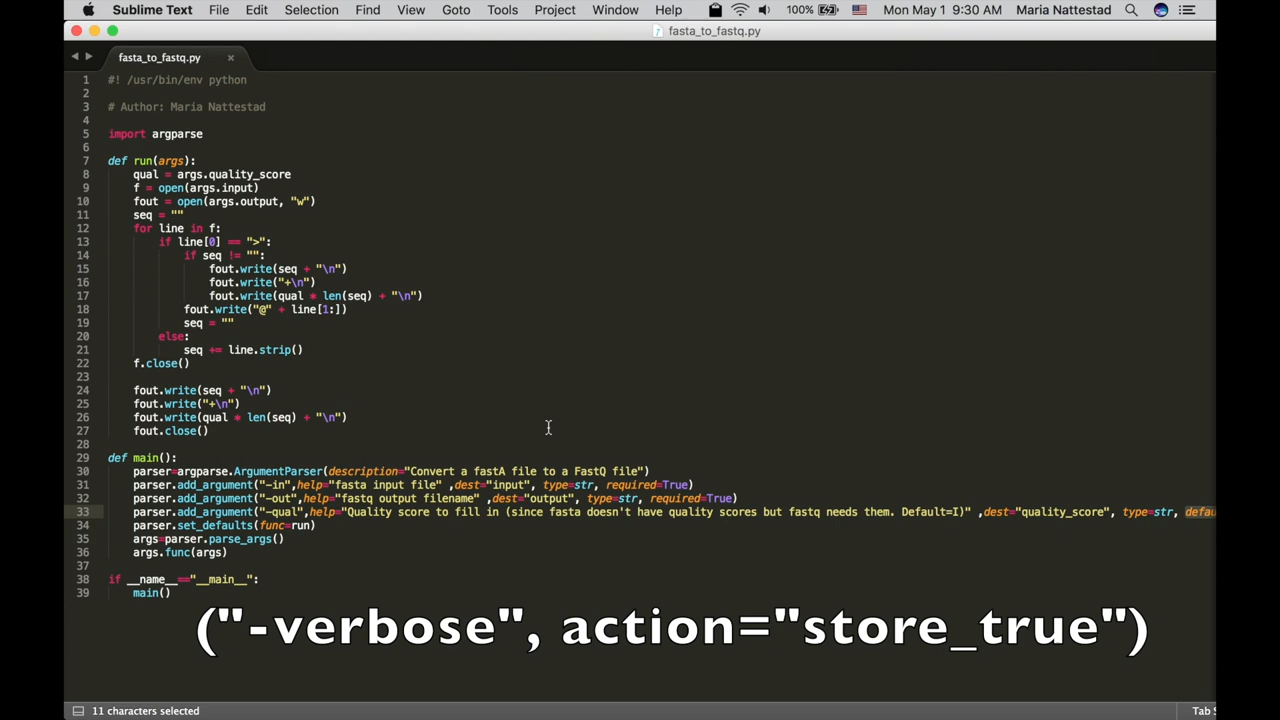 Sublime Text File Edit Selection Find View Goto Tools Project Window Help 100% Mon May 1 9:30 AM Maria Nattestad
fasta_to_fastq.py
fasta_to_fastq.py ×
1 #! /usr/bin/env python
2
3 # Author: Maria Nattestad
4
5 import argparse
6
7 def run(args):
8 qual = args.quality_score
9 f = open(args.input)
10 fout = open(args.output, "w")
11 seq = ""
12 for line in f:
13 if line[0] == ">":
14 if seq != "":
15 fout.write(seq + "\n")
16 fout.write("+\n")
17 fout.write(qual * len(seq) + "\n")
18 fout.write("@" + line[1:])
19 seq = ""
20 else:
21 seq += line.strip()
22 f.close()
23
24 fout.write(seq + "\n")
25 fout.write("+\n")
26 fout.write(qual * len(seq) + "\n")
27 fout.close()
28
29 def main():
30 parser=argparse.ArgumentParser(description="Convert a fastA file to a FastQ file")
31 parser.add_argument("-in",help="fasta input file" ,dest="input", type=str, required=True)
32 parser.add_argument("-out",help="fastq output filename" ,dest="output", type=str, required=True)
33 parser.add_argument("-qual",help="Quality score to fill in (since fasta doesn't have quality scores but fastq needs them. Default=I)" ,dest="quality_score", type=str, defau
34 parser.set_defaults(func=run)
35 args=parser.parse_args()
36 args.func(args)
37
38 if __name__=="__main__":
39 main()
("-verbose", action="store_true")
11 characters selected Tab S